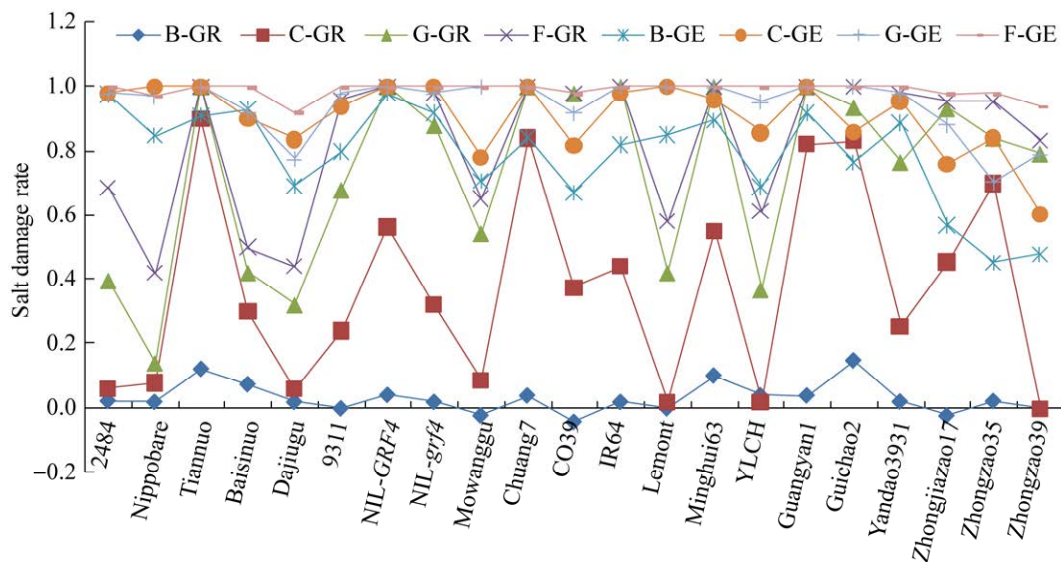 1.2
B-GR C-GR G-GR F-GR B-GE C-GE G-GE F-GE
1.0
0.8
0.6
0.4
0.2
0.0
−0.2
Salt damage rate
2484
Nippobare
Tiannuo
Baisinuo
Dajiugu
9311
NIL-GRF4
NIL-grf4
Mowanggu
Chuang7
CO39
IR64
Lemont
Minghui63
YLCH
Guangyan1
Guichao2
Yandao3931
Zhongjiazao17
Zhongzao35
Zhongzao39